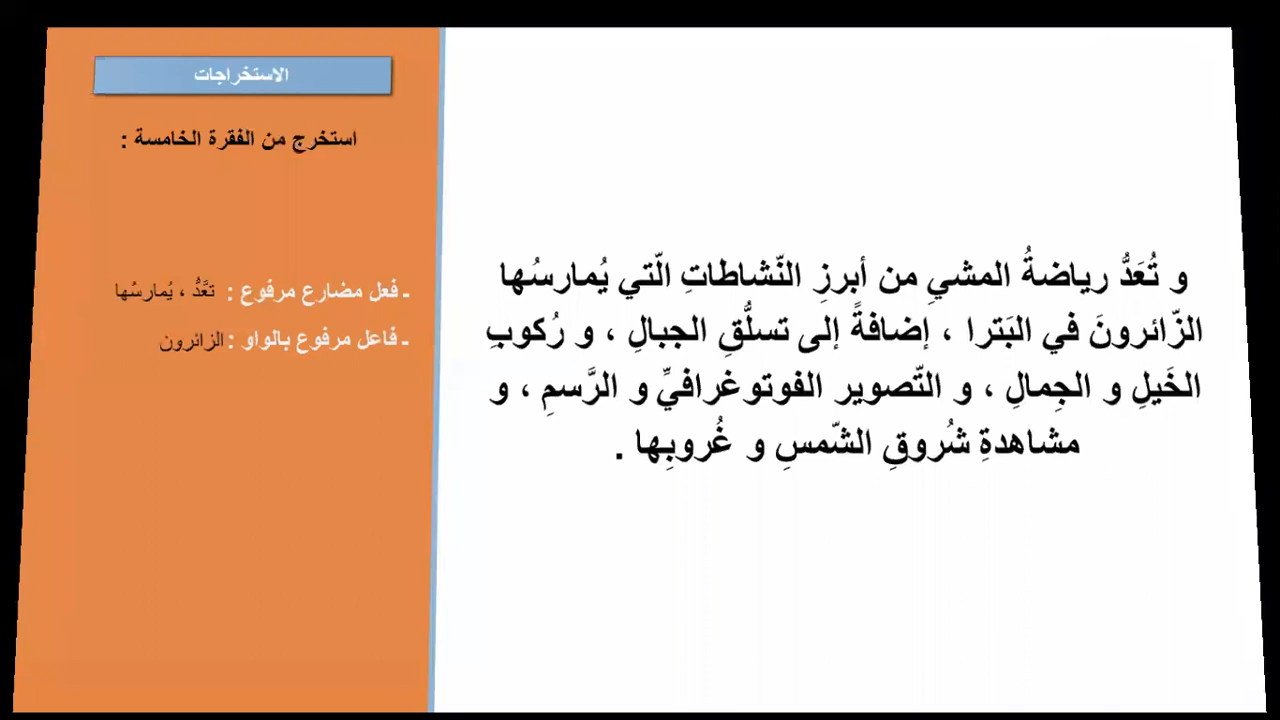 الاستخراجات
استخرج من الفقرة الخامسة :
ـ فعل مضارع مرفوع : تعَّدُّ ، يُمارسُها
ـ فاعل مرفوع بالواو : الزائرون
و تُعَدُّ رياضةُ المشيِ من أبرزِ النّشاطاتِ الّتي يُمارسُها
الزّائرونَ في البَترا ، إضافةً إلى تسلُّقِ الجبالِ ، و رُكوبِ
الخَيلِ و الجِمالِ ، و التّصوير الفوتوغرافيِّ و الرَّسمِ ، و
مشاهدةِ شُروقِ الشّمسِ و غُروبِها .